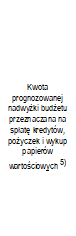 Kwota
prognozowanej
nadwyżki budżetu
przeznaczana na
spłatę kredytów,
pożyczek i wykup
papierów
wartościowych 5)